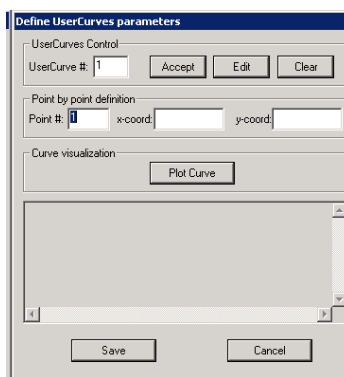 Define UserCurves parameters
UserCurves Control
UserCurve #: 1 Accept Edit Clear
Point by point definition
Point #: 1 x-coord: y-coord:
Curve visualization
Plot Curve
Save Cancel